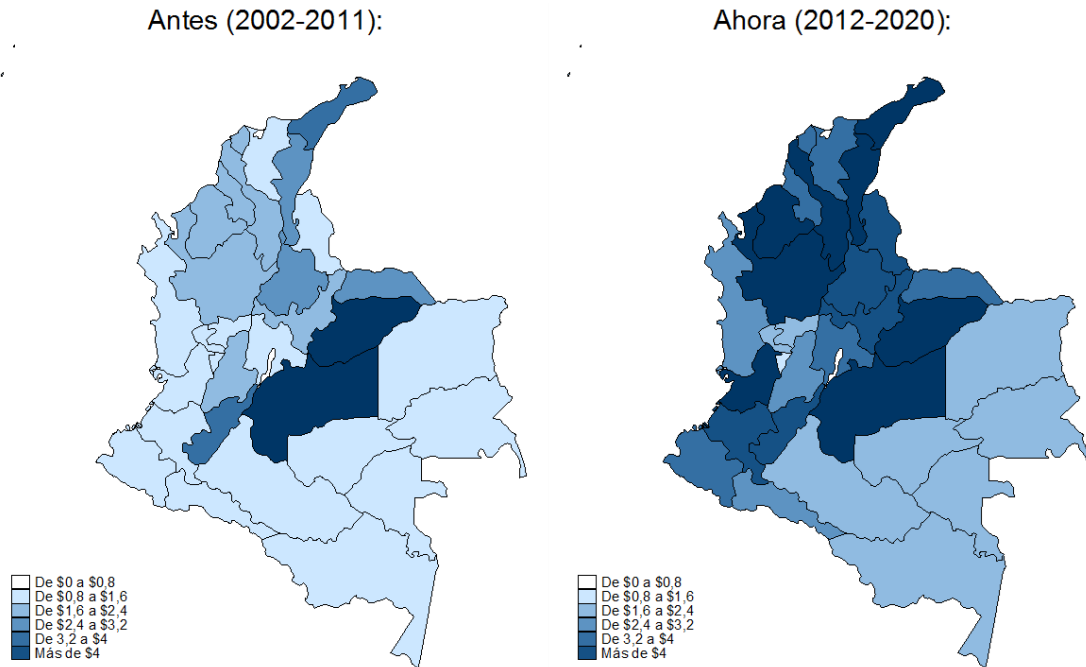 Antes (2002-2011):
Ahora (2012-2020):
De $0 a $0,8
De $0,8 a $1,6
De $1,6 a $2,4
De $2,4 a $3,2
De 3,2 a $4
Más de $4
De $0 a $0,8
De $0,8 a $1,6
De $1,6 a $2,4
De $2,4 a $3,2
De 3,2 a $4
Más de $4